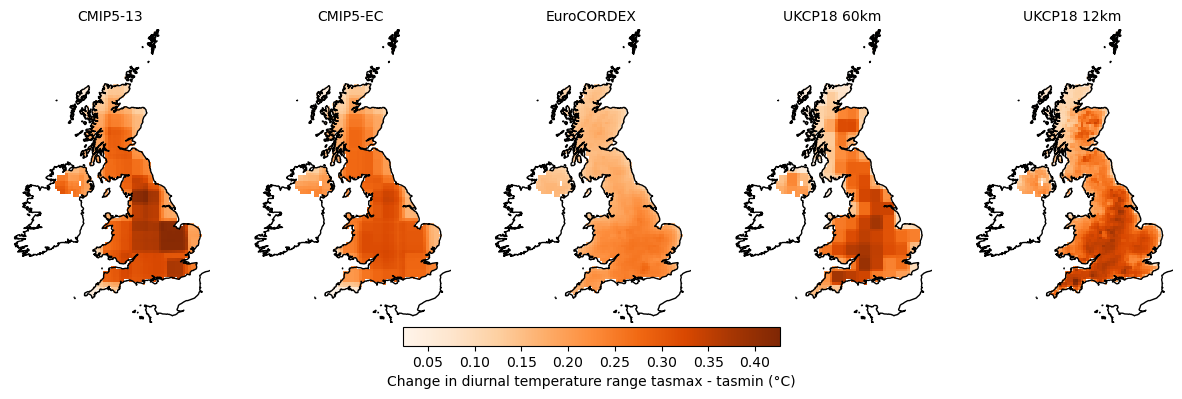 CMIP5-13 CMIP5-EC EuroCORDEX UKCP18 60km UKCP18 12km
0.05 0.10 0.15 0.20 0.25 0.30 0.35 0.40
Change in diurnal temperature range tasmax - tasmin (°C)